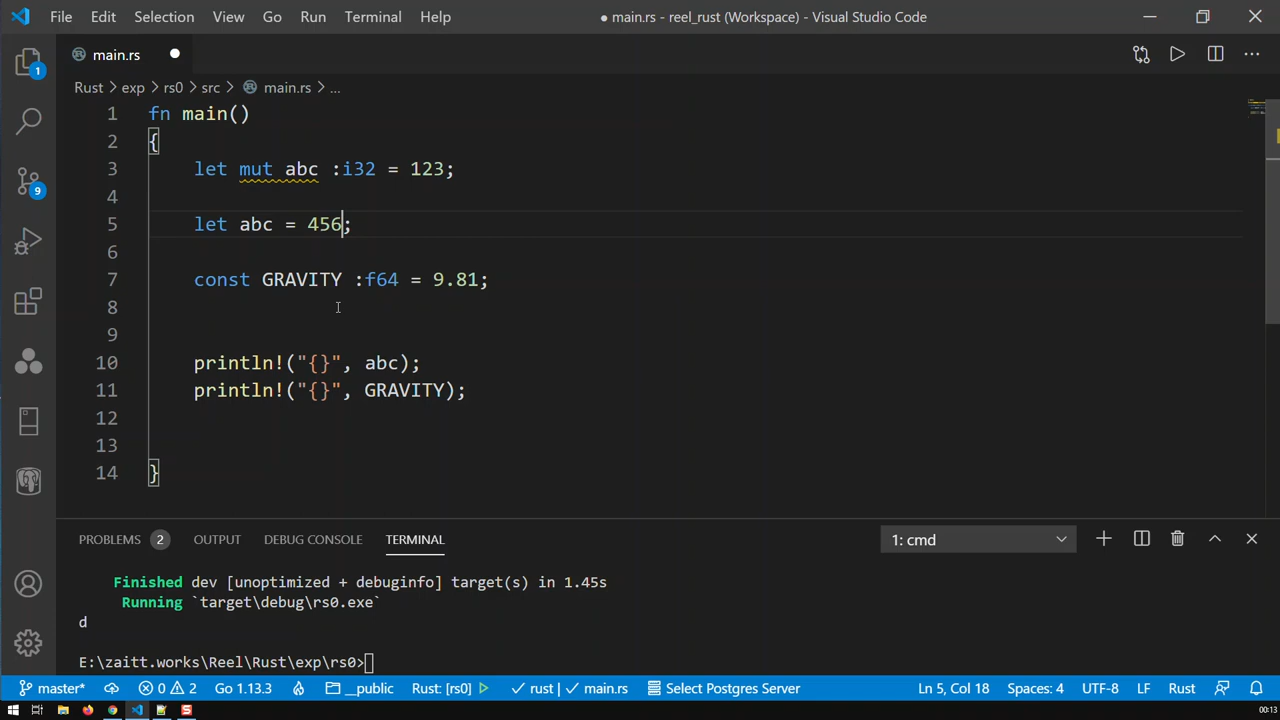 File Edit Selection View Go Run Terminal Help
● main.rs - reel_rust (Workspace) - Visual Studio Code
1
main.rs ●
Rust > exp > rs0 > src > main.rs > ...
1 fn main()
2 {
3 let mut abc :i32 = 123;
4
5 let abc = 456;
6
7 const GRAVITY :f64 = 9.81;
8
9
10 println!("{}", abc);
11 println!("{}", GRAVITY);
12
13
14 }
9
PROBLEMS 2 OUTPUT DEBUG CONSOLE TERMINAL 1: cmd
Finished dev [unoptimized + debuginfo] target(s) in 1.45s
Running `target\debug\rs0.exe`
d
E:\zaitt.works\Reel\Rust\exp\rs0>
master* 0 2 Go 1.13.3 __public Rust: [rs0] ✓ rust | ✓ main.rs Select Postgres Server Ln 5, Col 18 Spaces: 4 UTF-8 LF Rust
00:13